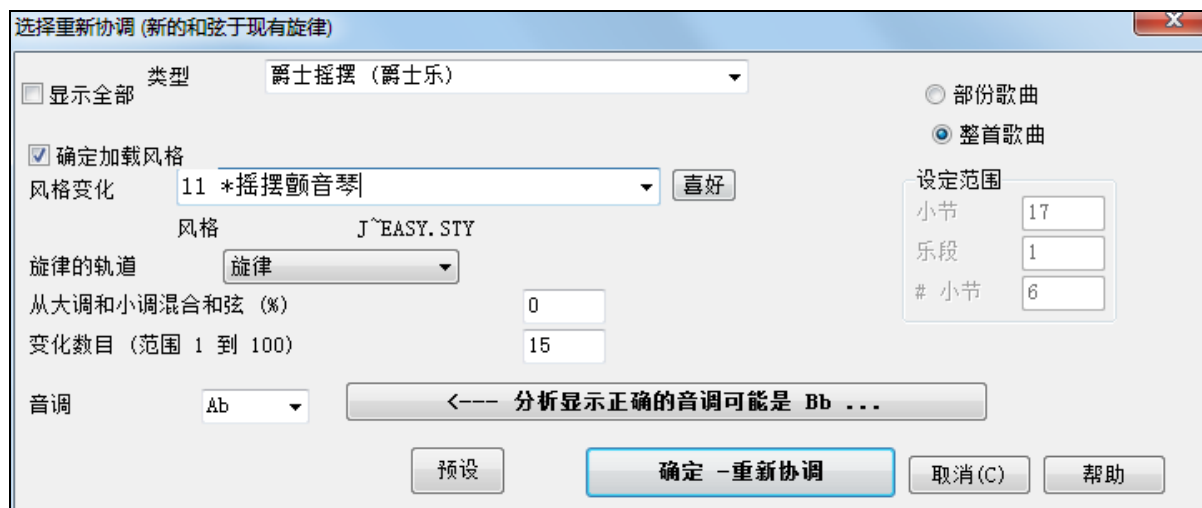 选择重新协调 (新的和弦于现有旋律)
x
显示全部 类型 爵士摇摆 (爵士乐)
部份歌曲
整首歌曲
确定加载风格
风格变化 11 *摇摆颤音琴 喜好
风格 J~EASY.STY
旋律的轨道 旋律
从大调和小调混合和弦 (%) 0
变化数目 (范围 1 到 100) 15
设定范围
小节 17
乐段 1
# 小节 6
音调 Ab <--- 分析显示正确的音调可能是 Bb ...
预设 确定 -重新协调 取消(C) 帮助